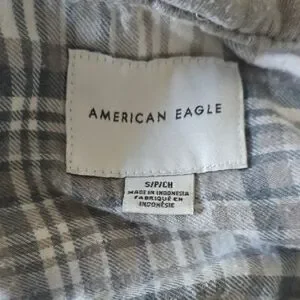 AMERICAN EAGLE
S/P/CH
MADE IN INDONESIA
FABRIQUÉ EN
INDONÉSIE